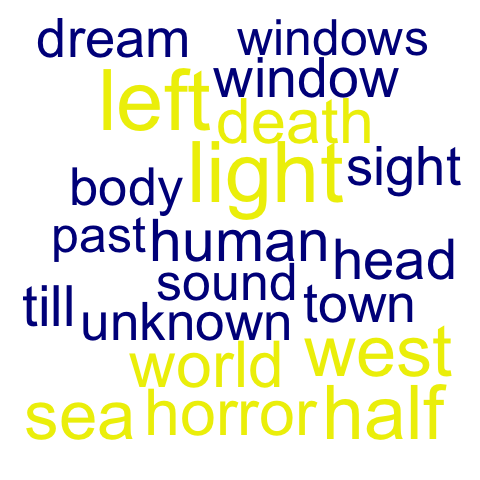 dream windows
left window
death
light sight
body
past human head
sound
till unknown town
world west
sea horror half